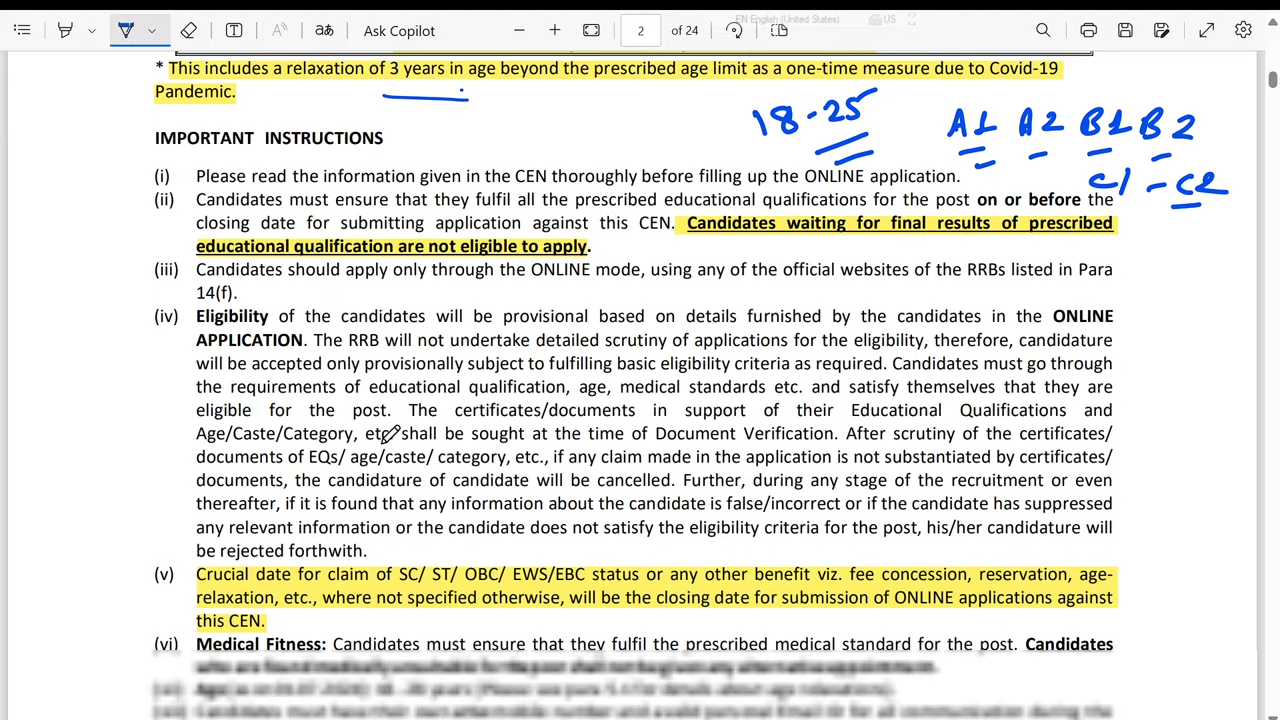 EN English (United States) US
Ask Copilot 2 of 24
* This includes a relaxation of 3 years in age beyond the prescribed age limit as a one-time measure due to Covid-19
Pandemic.
18-25 A1 A2 B1 B2
C1 - C2
IMPORTANT INSTRUCTIONS
(i) Please read the information given in the CEN thoroughly before filling up the ONLINE application.
(ii) Candidates must ensure that they fulfil all the prescribed educational qualifications for the post on or before the
closing date for submitting application against this CEN. Candidates waiting for final results of prescribed
educational qualification are not eligible to apply.
(iii) Candidates should apply only through the ONLINE mode, using any of the official websites of the RRBs listed in Para
14(f).
(iv) Eligibility of the candidates will be provisional based on details furnished by the candidates in the ONLINE
APPLICATION. The RRB will not undertake detailed scrutiny of applications for the eligibility, therefore, candidature
will be accepted only provisionally subject to fulfilling basic eligibility criteria as required. Candidates must go through
the requirements of educational qualification, age, medical standards etc. and satisfy themselves that they are
eligible for the post. The certificates/documents in support of their Educational Qualifications and
Age/Caste/Category, etc shall be sought at the time of Document Verification. After scrutiny of the certificates/
documents of EQs/ age/caste/ category, etc., if any claim made in the application is not substantiated by certificates/
documents, the candidature of candidate will be cancelled. Further, during any stage of the recruitment or even
thereafter, if it is found that any information about the candidate is false/incorrect or if the candidate has suppressed
any relevant information or the candidate does not satisfy the eligibility criteria for the post, his/her candidature will
be rejected forthwith.
(v) Crucial date for claim of SC/ ST/ OBC/ EWS/EBC status or any other benefit viz. fee concession, reservation, age-
relaxation, etc., where not specified otherwise, will be the closing date for submission of ONLINE applications against
this CEN.
(vi) Medical Fitness: Candidates must ensure that they fulfil the prescribed medical standard for the post. Candidates